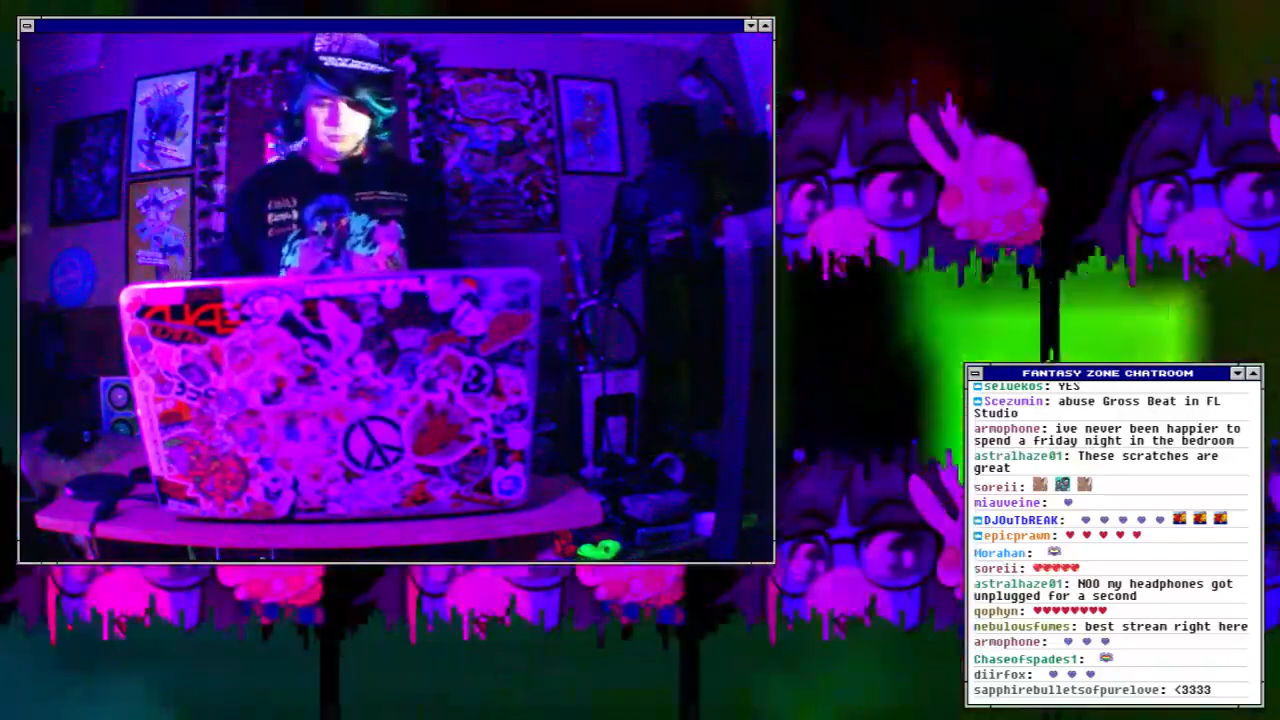 FANTASY ZONE CHATROOM
seluekos: YES
Scezumin: abuse Gross Beat in FL
Studio
armophone: ive never been happier to
spend a friday night in the bedroom
astralhaze01: These scratches are
great
soreii:
miauveine: 💜
DJOuTbREAK: 💜 💜 💜 💜 💜
epicprawn: ♥ ♥ ♥ ♥ ♥
Morahan:
soreii: ♥♥♥♥♥
astralhaze01: NOO my headphones got
unplugged for a second
qophyn: ♥♥♥♥♥♥♥♥
nebulousfumes: best stream right here
armophone: 💜 💜 💜
Chaseofspades1:
diirfox: 💜 💜 💜
sapphirebulletsofpurelove: <3333